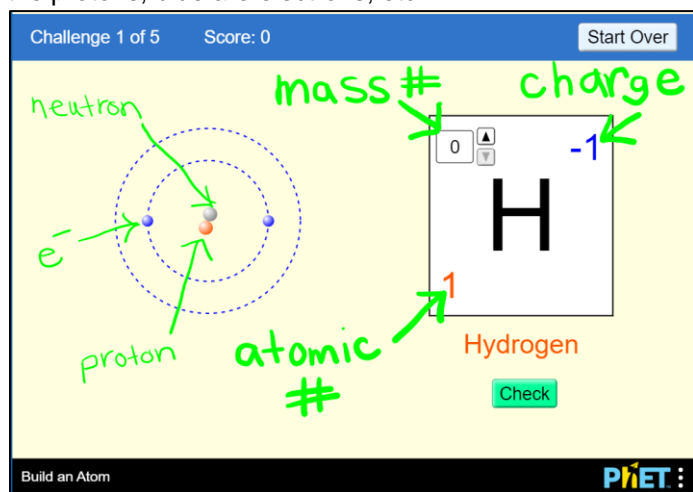 Challenge 1 of 5 Score: 0 Start Over
mass # charge
neutron
0 -1
H
e⁻
1
proton
atomic
#
Hydrogen
Check
Build an Atom PhET